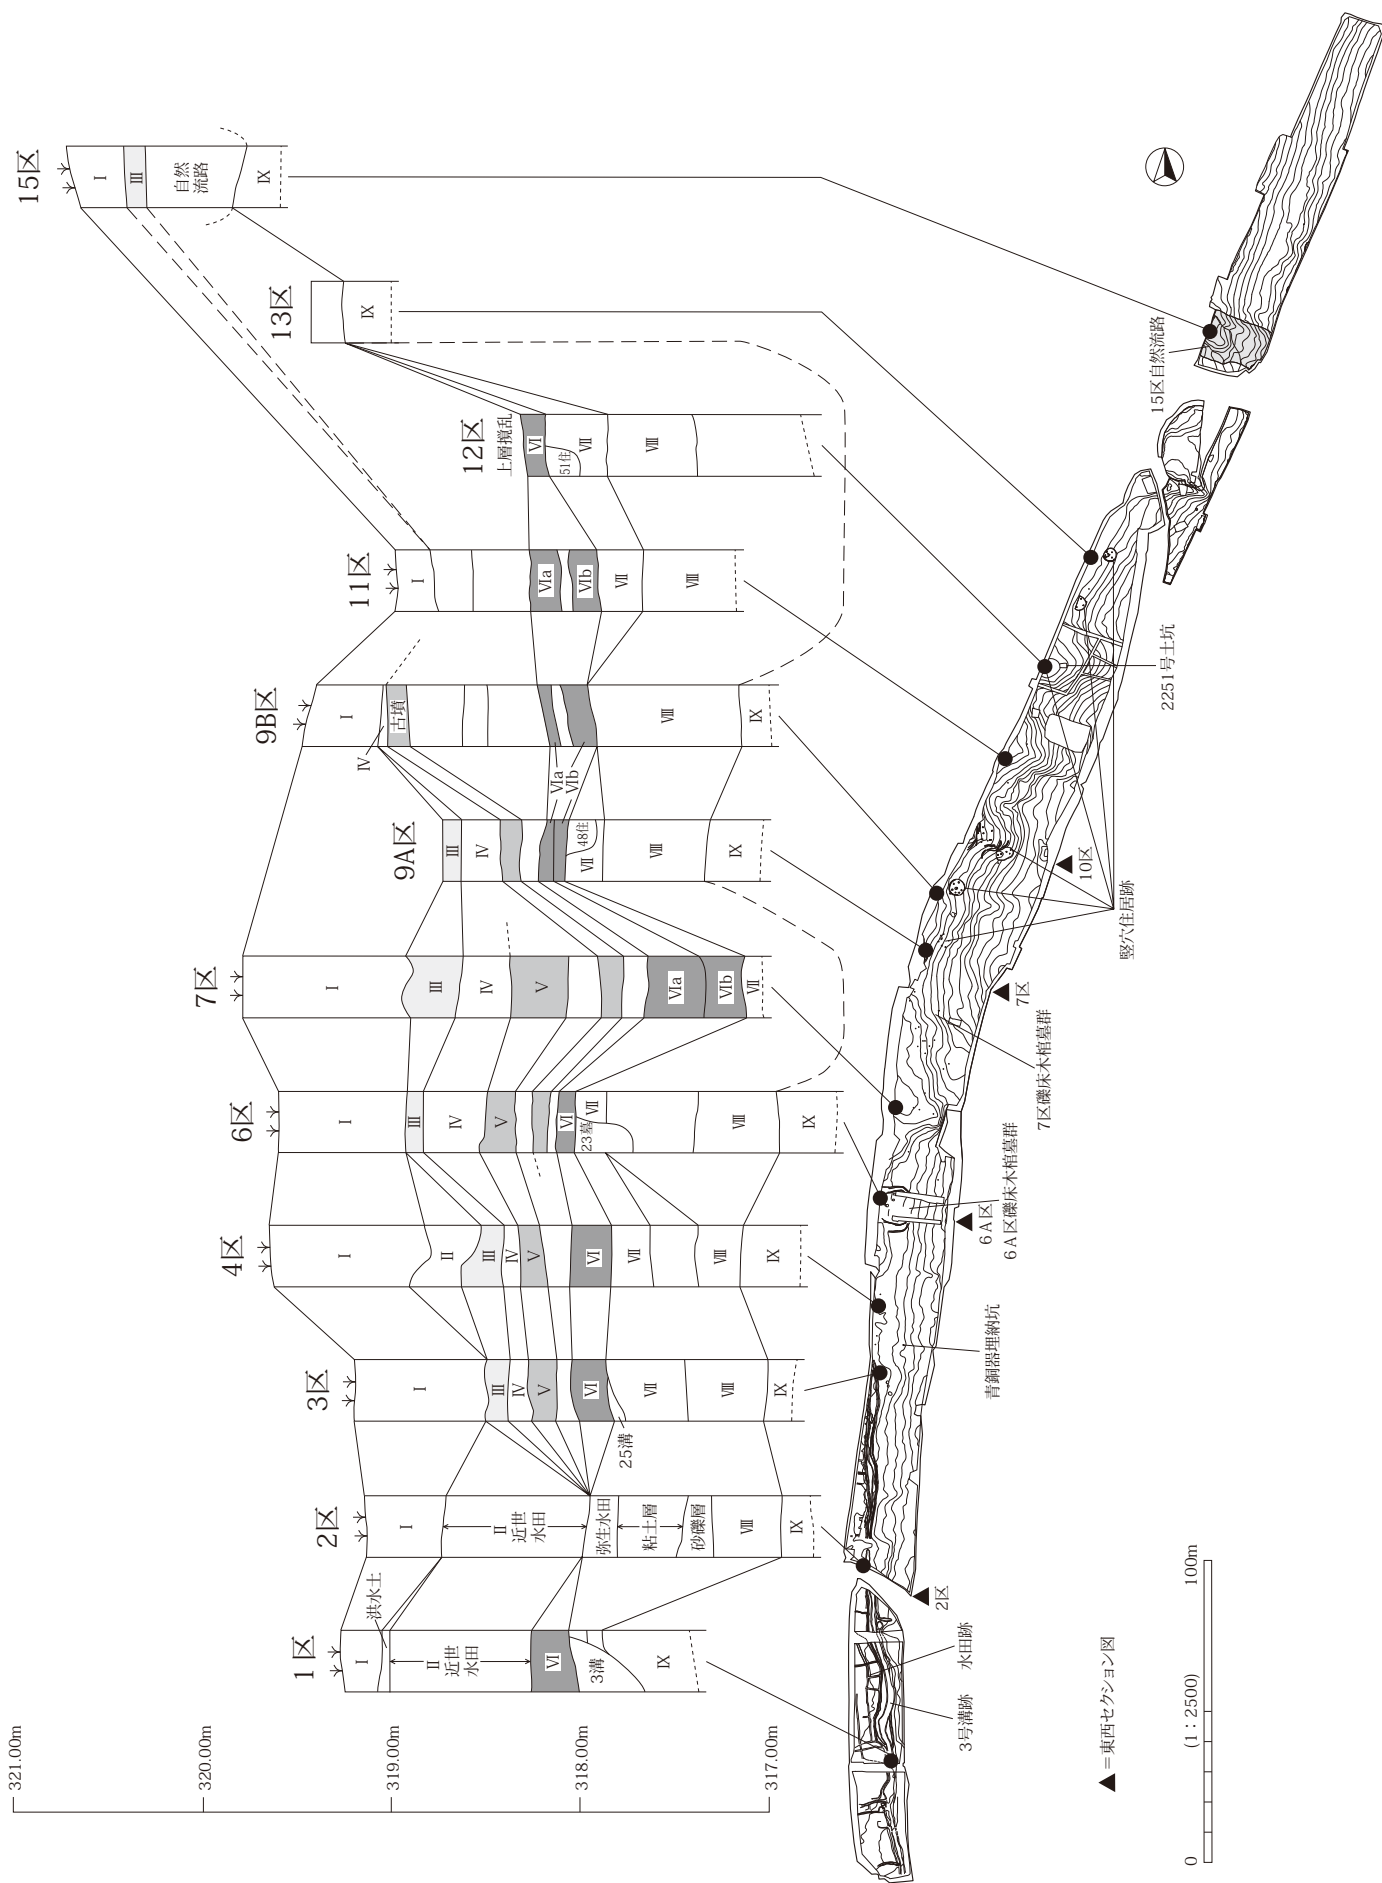 321.00m
320.00m
319.00m
318.00m
317.00m
1区
I
洪水土
II
近世
水田
VI
3溝
IX
2区
I
II
近世
水田
弥生水田
粘土層
砂礫層
VIII
IX
3区
I
III
IV
V
VI
25溝
VII
VIII
IX
4区
I
II
III
IV
V
VI
VII
VIII
IX
6区
I
III
IV
V
VI
VII
23墓
VIII
IX
7区
I
III
IV
V
VIa
VIb
VII
9A区
III
IV
VII
48住
VIII
IX
VIa
VIb
9B区
I
IV
古墳
VIII
IX
11区
I
VIa
VIb
VII
VIII
12区
上層撹乱
VI
51住
VII
VIII
13区
IX
15区
I
III
自然
流路
IX
3号溝跡
水田跡
2区
青銅器埋納坑
6A区
6A区礫床木棺墓群
7区礫床木棺墓群
7区
10区
竪穴住居跡
2251号土坑
15区自然流路
▲=東西セクション図
0
(1:2500)
100m